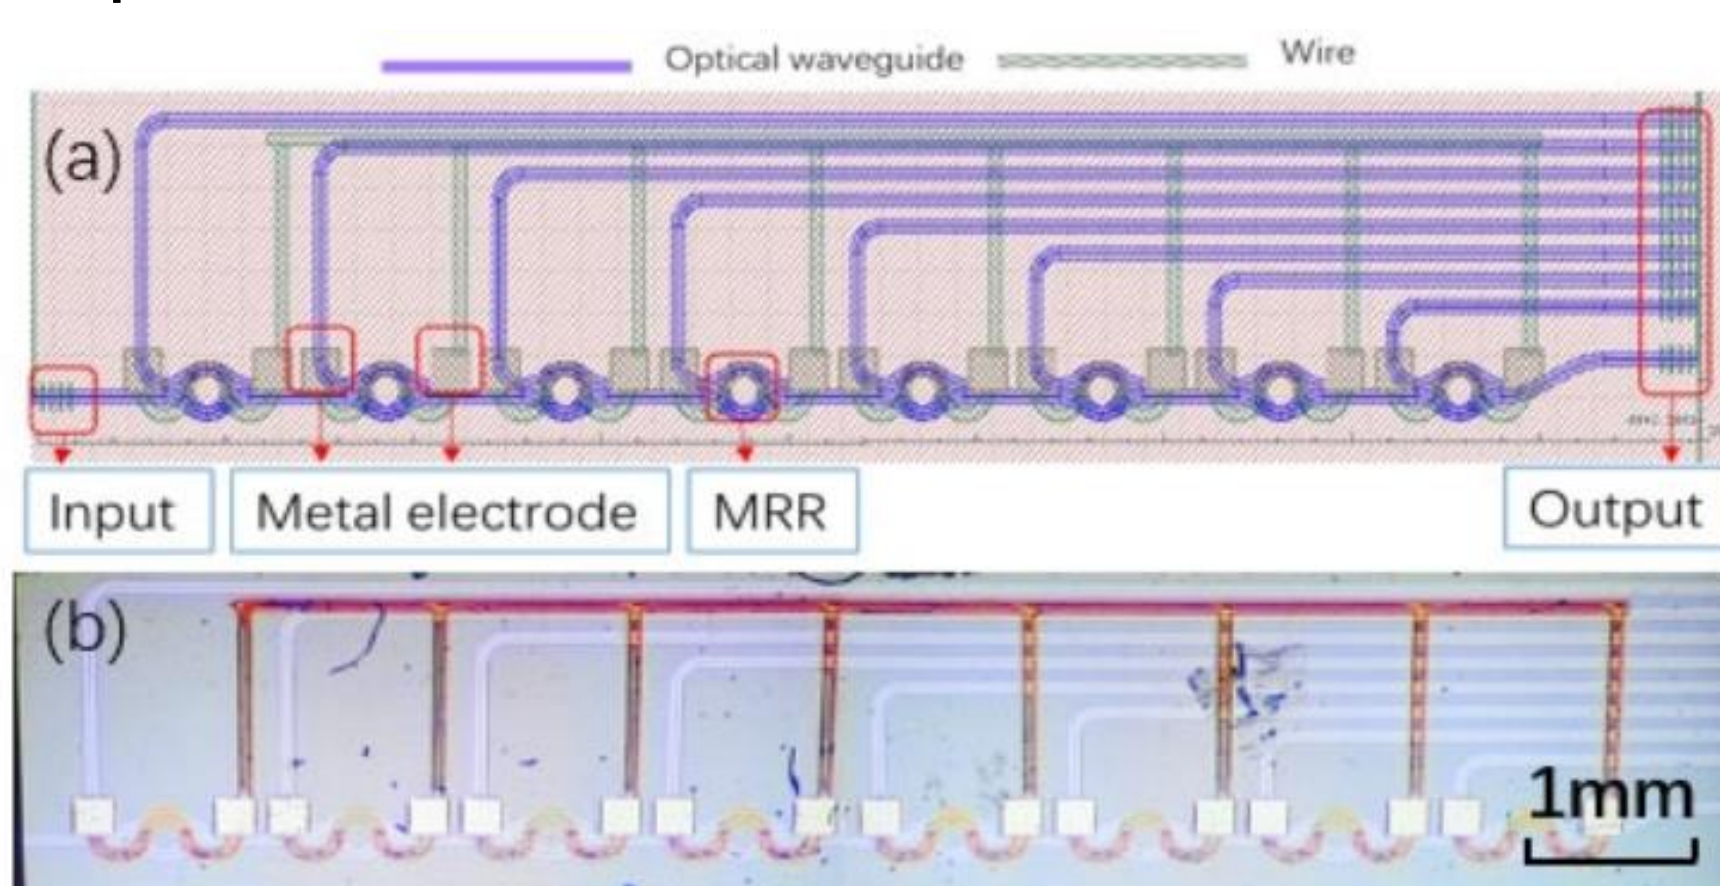 Optical waveguide Wire
(a)
Input Metal electrode MRR Output
(b)
1mm